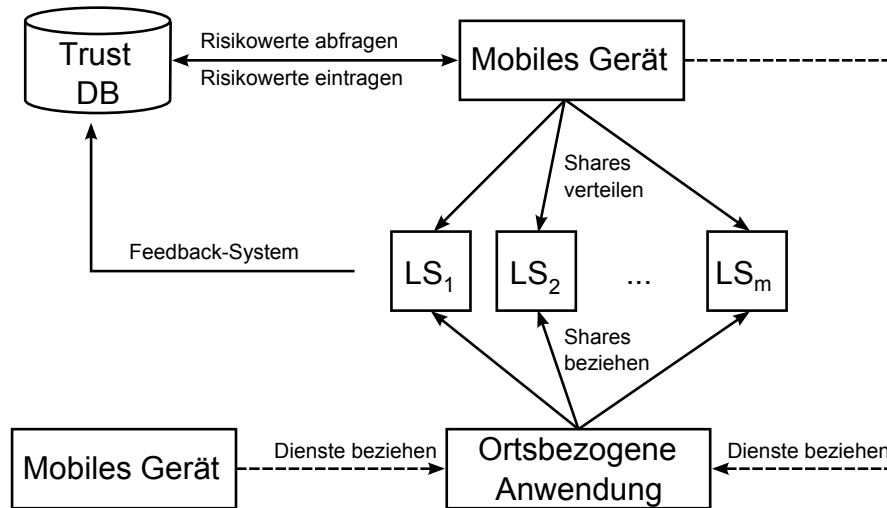 Trust
DB
Risikowerte abfragen
Risikowerte eintragen
Mobiles Gerät
Shares
verteilen
Feedback-System
LS₁
LS₂
...
LSₘ
Shares
beziehen
Mobiles Gerät
Dienste beziehen
Ortsbezogene
Anwendung
Dienste beziehen